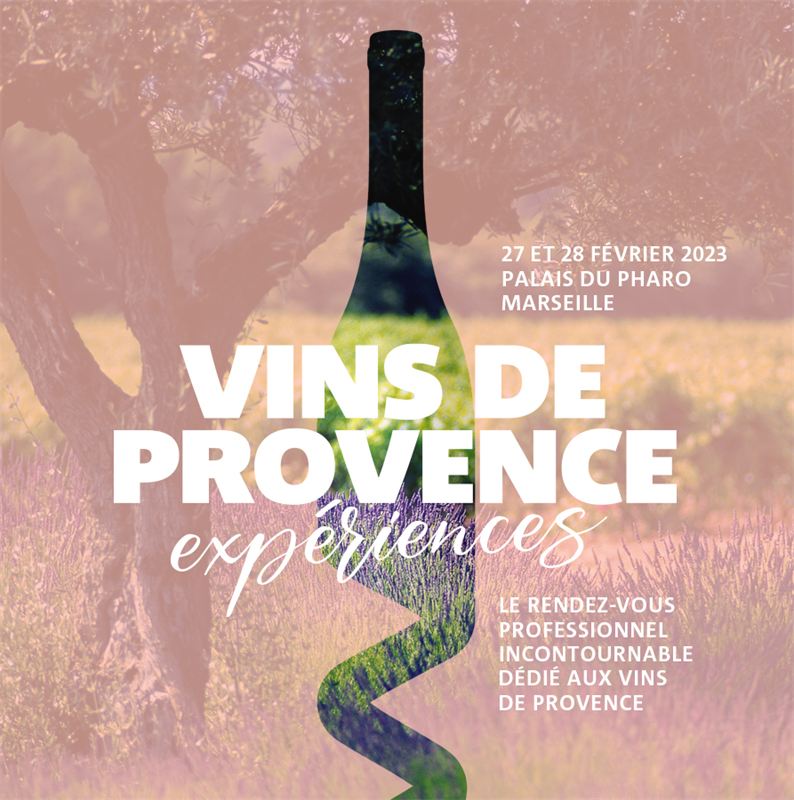 27 ET 28 FÉVRIER 2023
PALAIS DU PHARO
MARSEILLE
VINS DE
PROVENCE
expériences
LE RENDEZ-VOUS
PROFESSIONNEL
INCONTOURNABLE
DÉDIÉ AUX VINS
DE PROVENCE